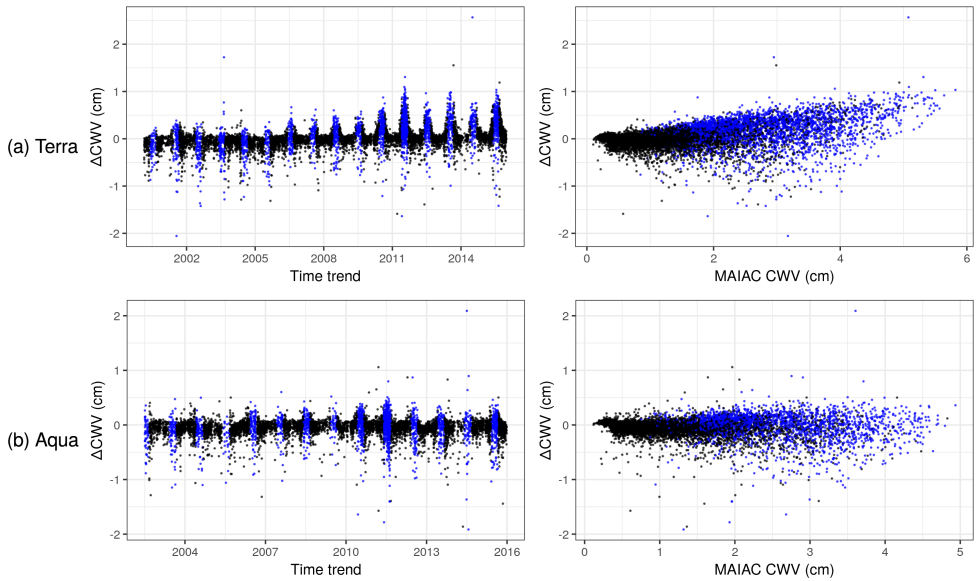 (a) Terra
ΔCWV (cm)
2
1
0
-1
-2
2002 2005 2008 2011 2014
Time trend
ΔCWV (cm)
2
1
0
-1
-2
0 2 4 6
MAIAC CWV (cm)
(b) Aqua
ΔCWV (cm)
2
1
0
-1
-2
2004 2007 2010 2013 2016
Time trend
ΔCWV (cm)
2
1
0
-1
-2
0 1 2 3 4 5
MAIAC CWV (cm)